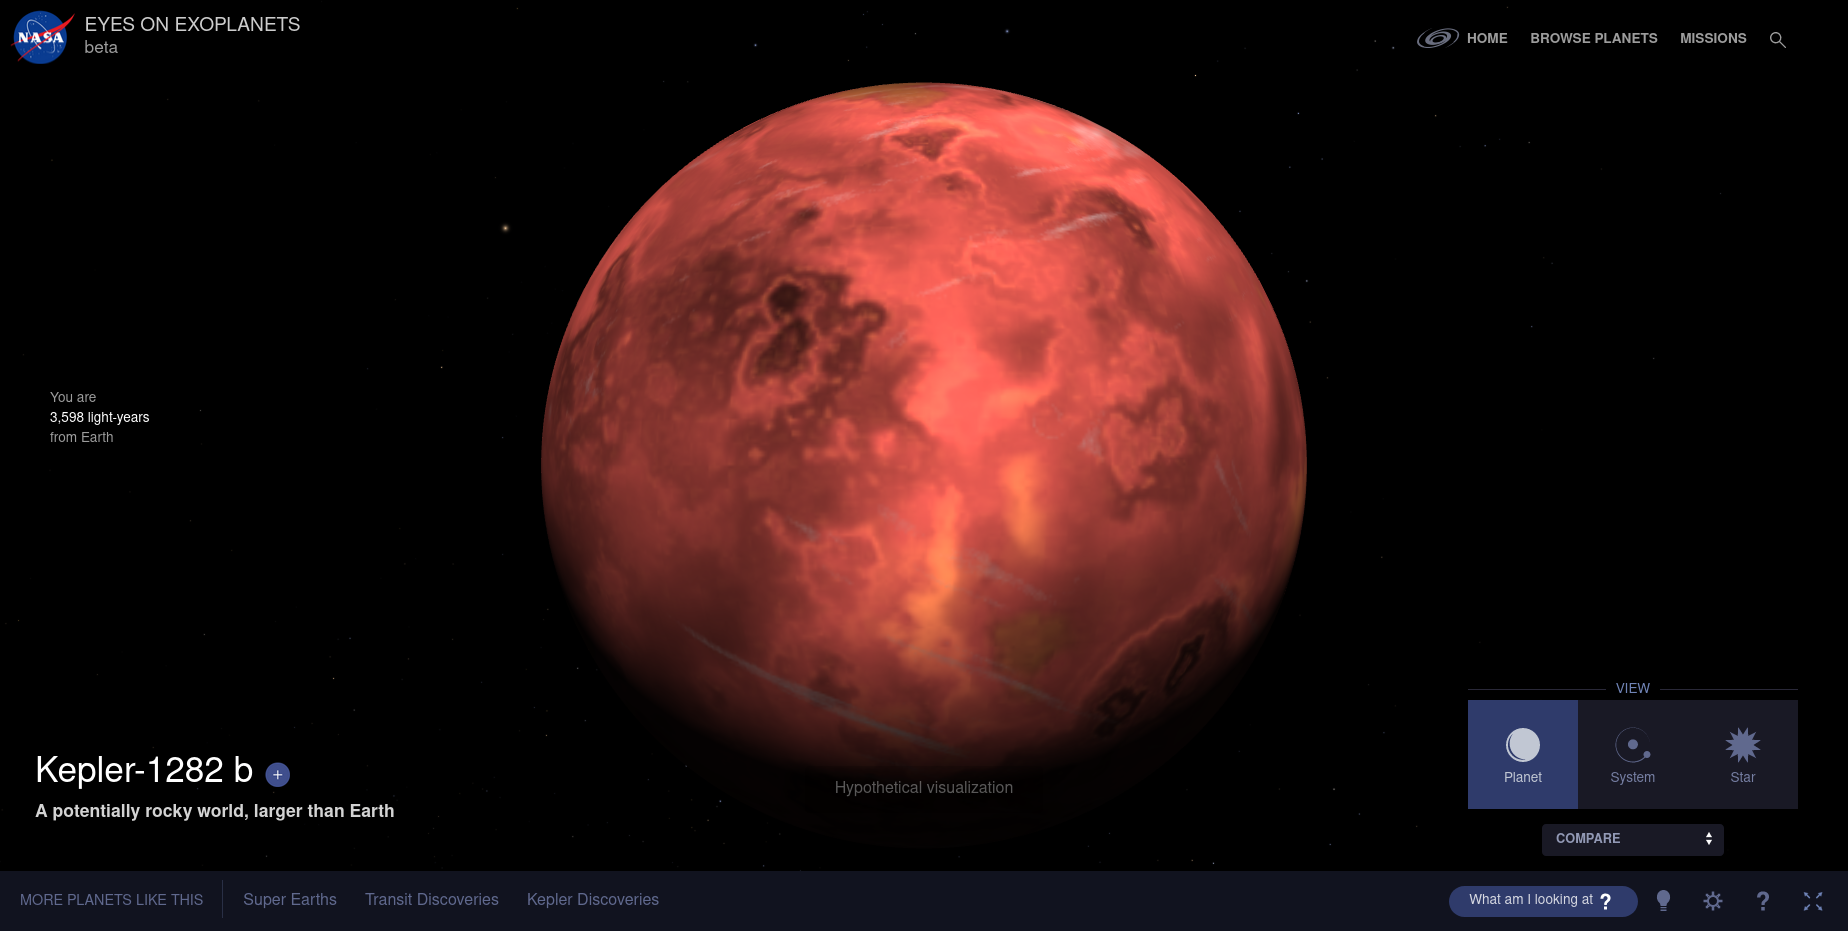 NASA
EYES ON EXOPLANETS
beta
HOME
BROWSE PLANETS
MISSIONS
You are
3,598 light-years
from Earth
Kepler-1282 b +
A potentially rocky world, larger than Earth
Hypothetical visualization
VIEW
Planet
System
Star
COMPARE
MORE PLANETS LIKE THIS
Super Earths
Transit Discoveries
Kepler Discoveries
What am I looking at ?
?